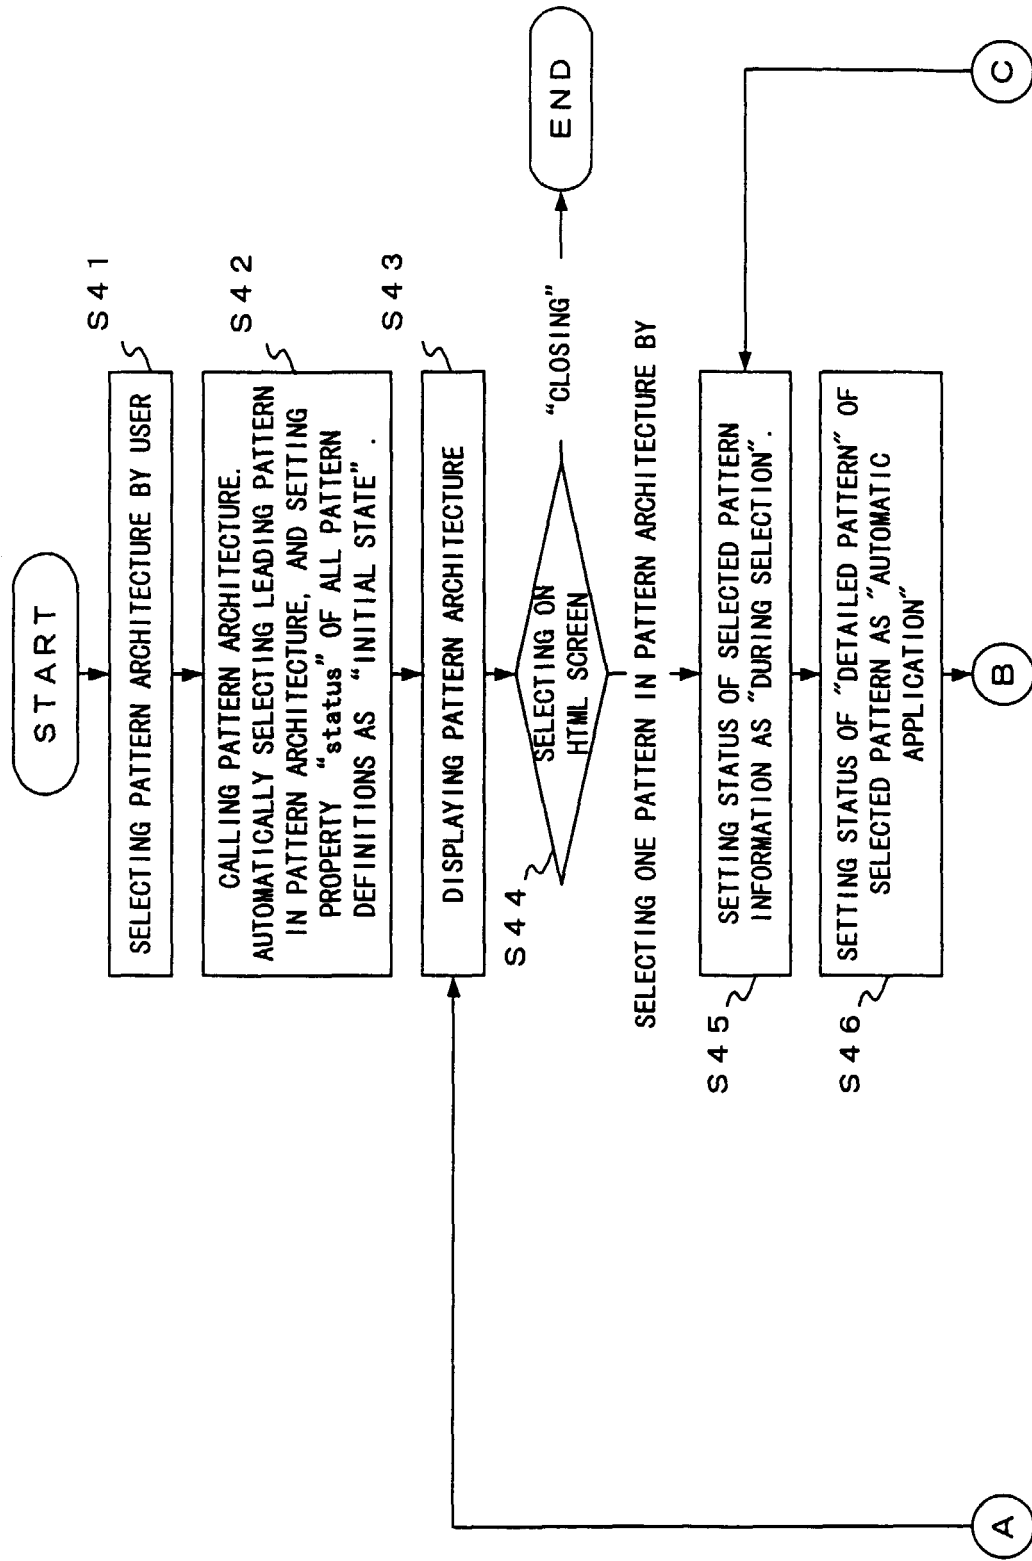 START
S41
SELECTING PATTERN ARCHITECTURE BY USER
S42
CALLING PATTERN ARCHITECTURE.
AUTOMATICALLY SELECTING LEADING PATTERN
IN PATTERN ARCHITECTURE, AND SETTING
PROPERTY "status" OF ALL PATTERN
DEFINITIONS AS "INITIAL STATE".
S43
DISPLAYING PATTERN ARCHITECTURE
S44
SELECTING ON
HTML SCREEN
"CLOSING"
END
SELECTING ONE PATTERN IN PATTERN ARCHITECTURE BY
S45
SETTING STATUS OF SELECTED PATTERN
INFORMATION AS "DURING SELECTION".
S46
SETTING STATUS OF "DETAILED PATTERN" OF
SELECTED PATTERN AS "AUTOMATIC
APPLICATION"
A
B
C